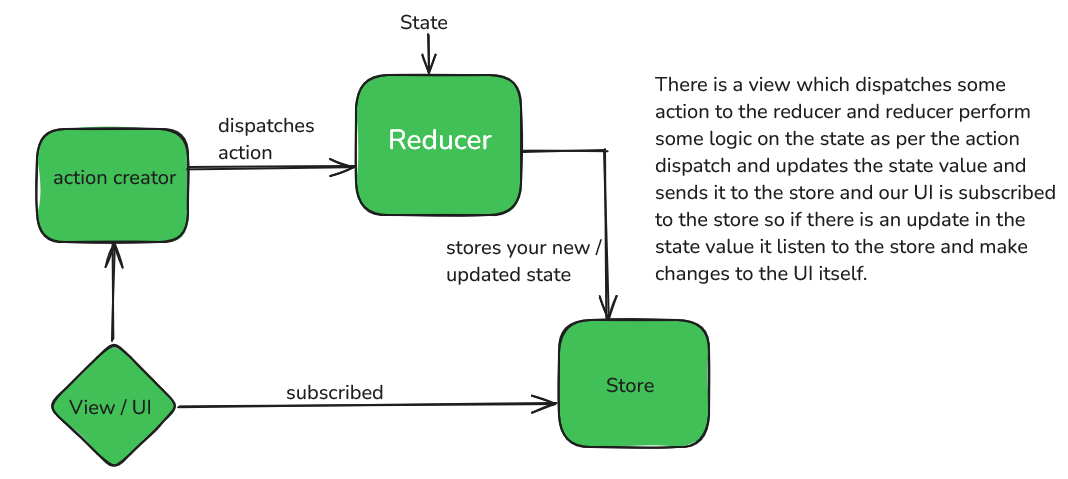 State
dispatches
action
Reducer
action creator
stores your new /
updated state
View / UI
subscribed
Store
There is a view which dispatches some
action to the reducer and reducer perform
some logic on the state as per the action
dispatch and updates the state value and
sends it to the store and our UI is subscribed
to the store so if there is an update in the
state value it listen to the store and make
changes to the UI itself.